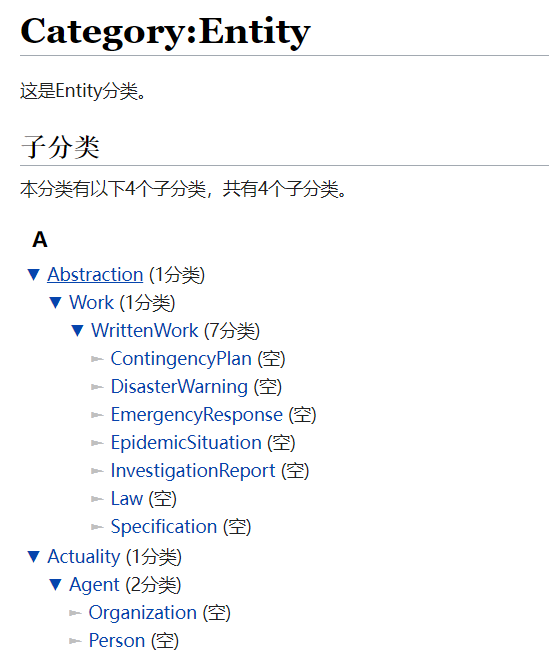 Category:Entity
这是Entity分类。
子分类
本分类有以下4个子分类，共有4个子分类。
A
▼ Abstraction (1分类)
▼ Work (1分类)
▼ WrittenWork (7分类)
► ContingencyPlan (空)
► DisasterWarning (空)
► EmergencyResponse (空)
► EpidemicSituation (空)
► InvestigationReport (空)
► Law (空)
► Specification (空)
▼ Actuality (1分类)
▼ Agent (2分类)
► Organization (空)
► Person (空)